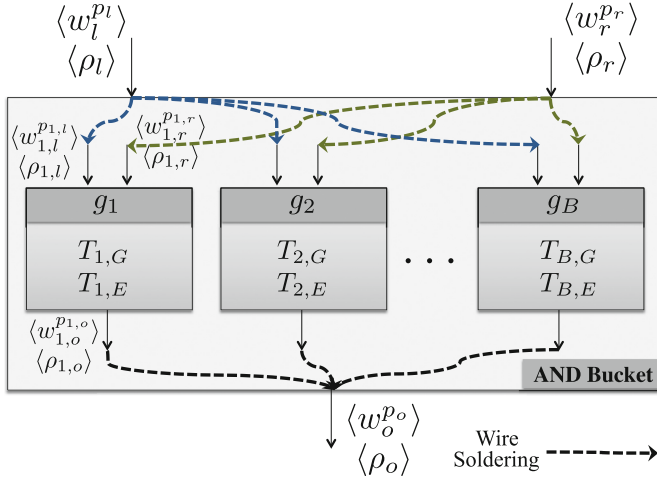 ⟨w_l^{p_l}⟩ ⟨w_r^{p_r}⟩
⟨ρ_l⟩ ⟨ρ_r⟩
⟨w_{1,l}^{p_{1,l}}⟩ ⟨w_{1,r}^{p_{1,r}}⟩
⟨ρ_{1,l}⟩ ⟨ρ_{1,r}⟩
g_1 g_2 g_B
T_{1,G} T_{2,G} · · · T_{B,G}
T_{1,E} T_{2,E} T_{B,E}
⟨w_{1,o}^{p_{1,o}}⟩
⟨ρ_{1,o}⟩
AND Bucket
⟨w_o^{p_o}⟩
⟨ρ_o⟩
Wire
Soldering